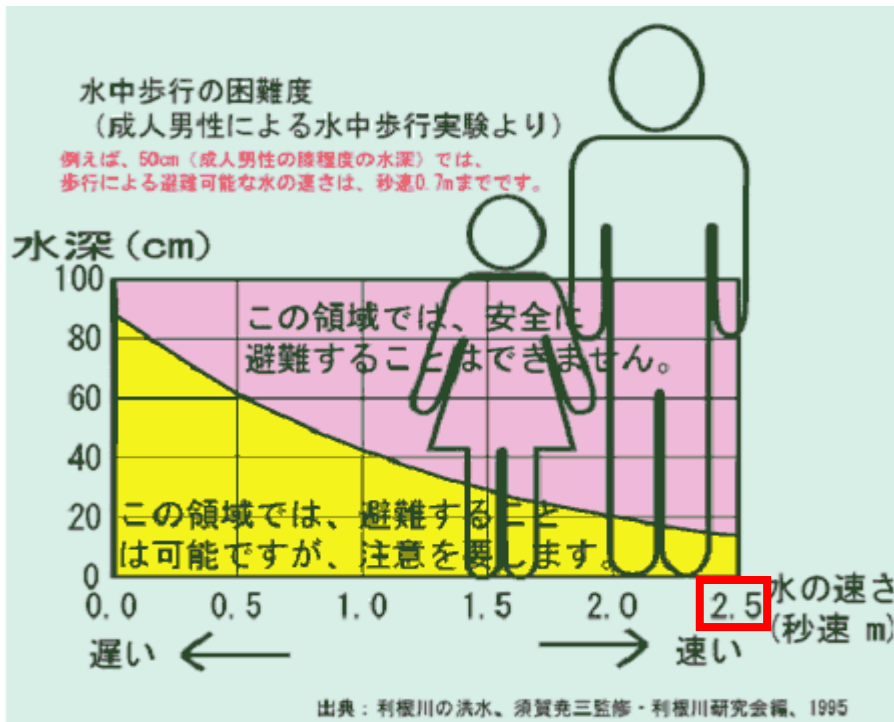 水中歩行の困難度
(成人男性による水中歩行実験より)
例えば、50cm(成人男性の膝程度の水深)では、
歩行による避難可能な水の速さは、秒速0.7mまでです。
水深(cm)
100
80
60
40
20
0
この領域では、安全に
避難することはできません。
この領域では、避難すること
は可能ですが、注意を要します。
0.0 0.5 1.0 1.5 2.0 2.5
水の速さ
(秒速 m)
遅い
速い
出典:利根川の洪水、須賀尭三監修・利根川研究会編、1995